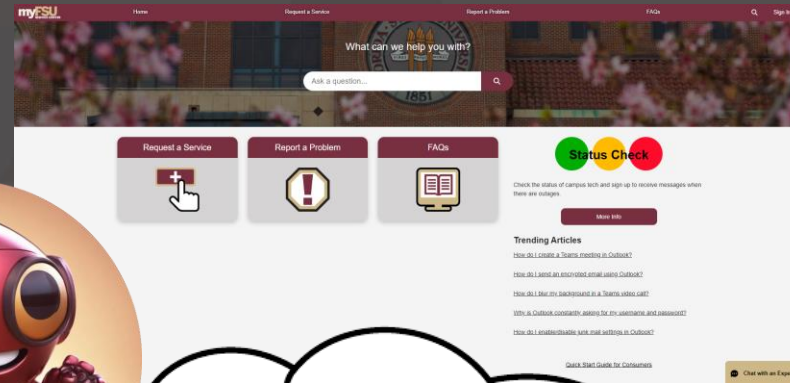 myFSU
Home
Request a Service
Report a Problem
FAQs
Sign In
What can we help you with?
Ask a question...
1851
Request a Service
Report a Problem
FAQs
Status Check
Check the status of campus tech and sign up to receive messages when
there are outages.
More Info
Trending Articles
How do I create a Teams meeting in Outlook?
How do I send an encrypted email using Outlook?
How do I blur my background in a Teams video call?
Why is Outlook constantly asking for my username and password?
How do I enable/disable junk mail settings in Outlook?
Quick Start Guide for Consumers
Chat with an Expe